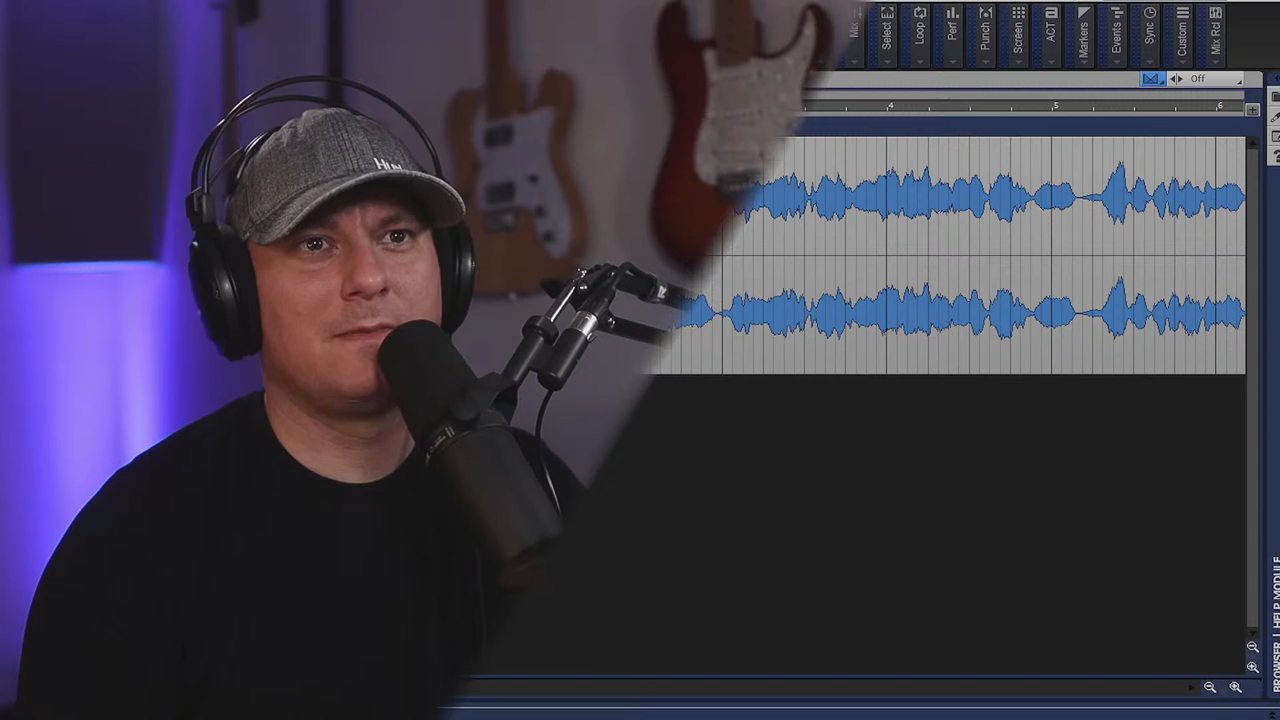 Mix
Select
Loop
Perf
Punch
Screen
ACT
Markers
Events
Sync
Custom
Mix Rcl
Off
4
5
6
BROWSER | HELP MODULE